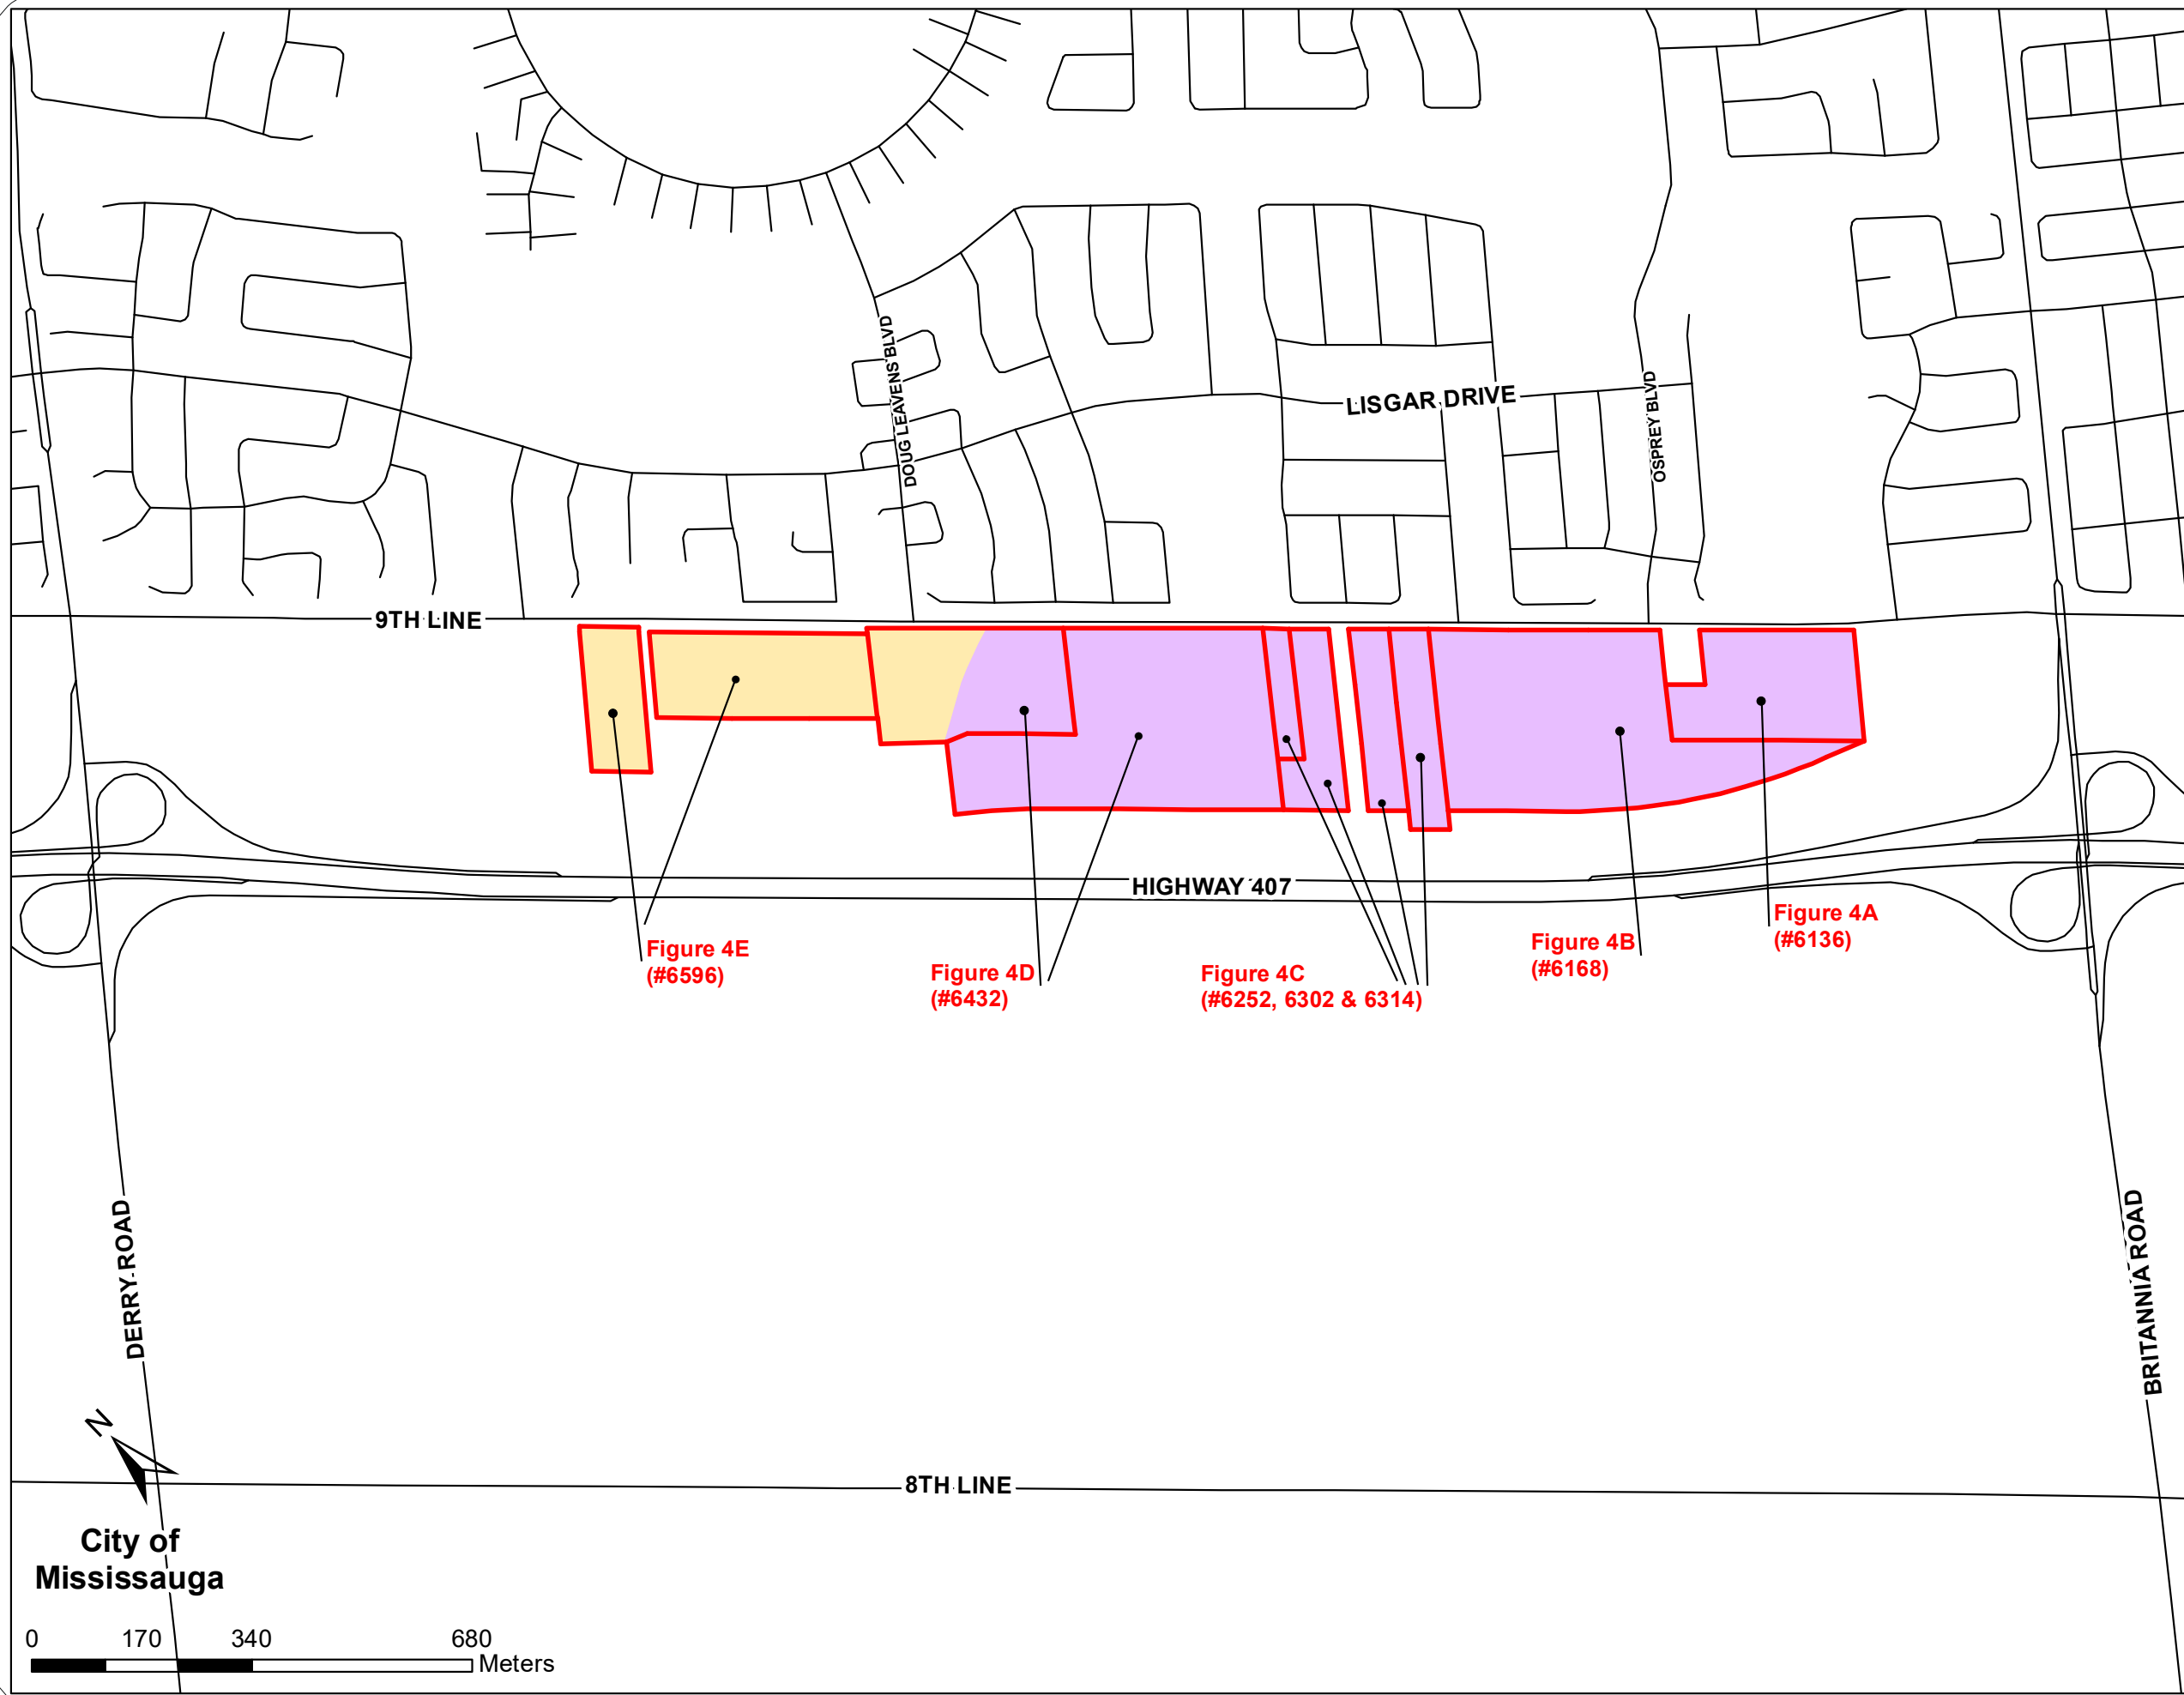 DOUG LEAVENS BLVD
LISGAR DRIVE
OSPREY BLVD
9TH LINE
HIGHWAY 407
Figure 4A
(#6136)
Figure 4B
(#6168)
Figure 4E
(#6596)
Figure 4D
(#6432)
Figure 4C
(#6252, 6302 & 6314)
DERRY ROAD
BRITANNIA ROAD
N
8TH LINE
City of
Mississauga
0 170 340 680
Meters